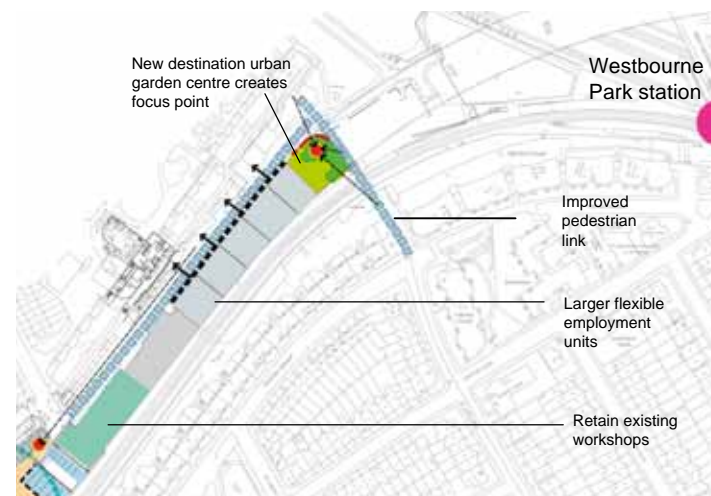 New destination urban
garden centre creates
focus point
Westbourne
Park station
Improved
pedestrian
link
Larger flexible
employment
units
Retain existing
workshops